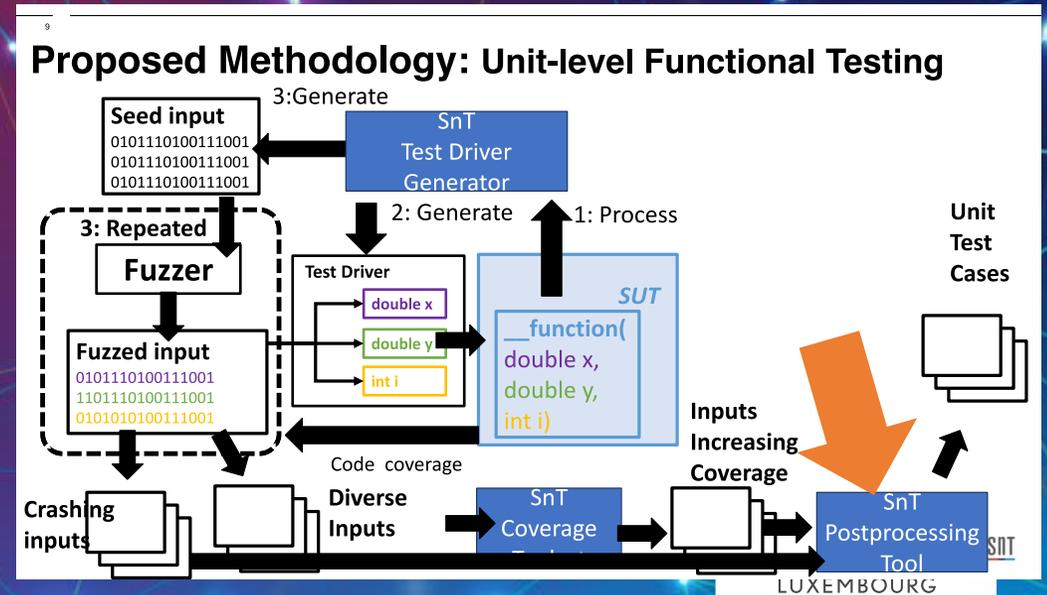 9
Proposed Methodology: Unit-level Functional Testing
3:Generate
Seed input
0101110100111001
0101110100111001
0101110100111001
SnT
Test Driver
Generator
2: Generate
1: Process
Unit
Test
Cases
3: Repeated
Fuzzer
Test Driver
double x
double y
int i
SUT
__function(
double x,
double y,
int i)
Fuzzed input
0101110100111001
1101110100111001
0101010100111001
Code coverage
Inputs
Increasing
Coverage
Crashing
inputs
Diverse
Inputs
SnT
Coverage
SnT
Postprocessing
Tool
SNT
LUXEMBOURG